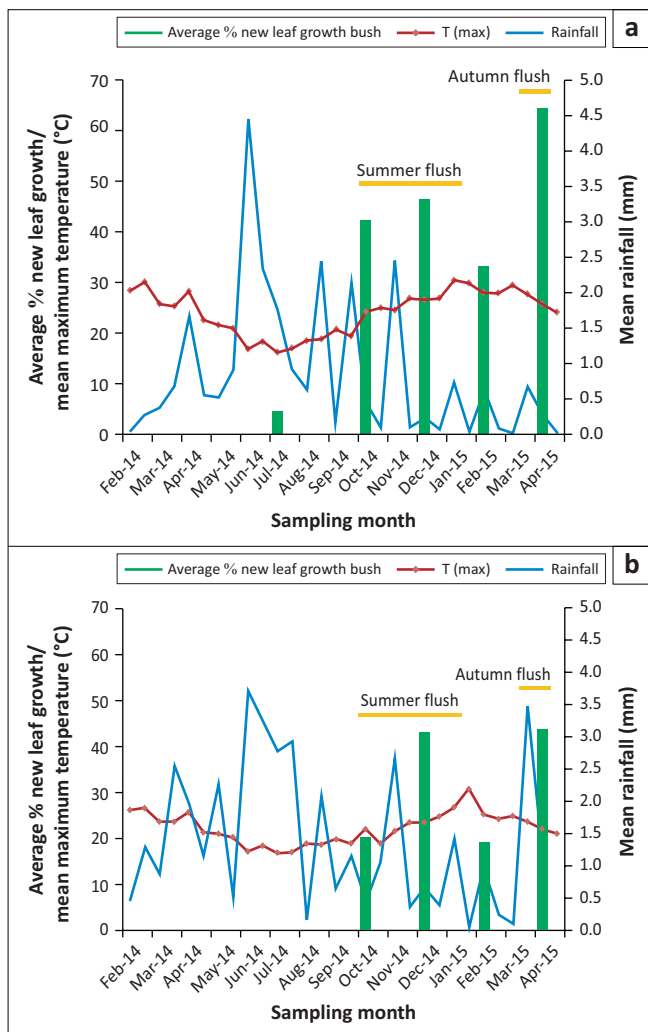 a
Average % new leaf growth bush T (max) Rainfall
Autumn flush
Summer flush
70
60
50
40
30
20
10
0
Average % new leaf growth/
mean maximum temperature (°C)
5.0
4.5
4.0
3.5
3.0
2.5
2.0
1.5
1.0
0.5
0.0
Mean rainfall (mm)
Feb-14
Mar-14
Apr-14
May-14
Jun-14
Jul-14
Aug-14
Sep-14
Oct-14
Nov-14
Dec-14
Jan-15
Feb-15
Mar-15
Apr-15
Sampling month
b
Average % new leaf growth bush T (max) Rainfall
Autumn flush
Summer flush
70
60
50
40
30
20
10
0
Average % new leaf growth/
mean maximum temperature (°C)
5.0
4.5
4.0
3.5
3.0
2.5
2.0
1.5
1.0
0.5
0.0
Mean rainfall (mm)
Feb-14
Mar-14
Apr-14
May-14
Jun-14
Jul-14
Aug-14
Sep-14
Oct-14
Nov-14
Dec-14
Jan-15
Feb-15
Mar-15
Apr-15
Sampling month